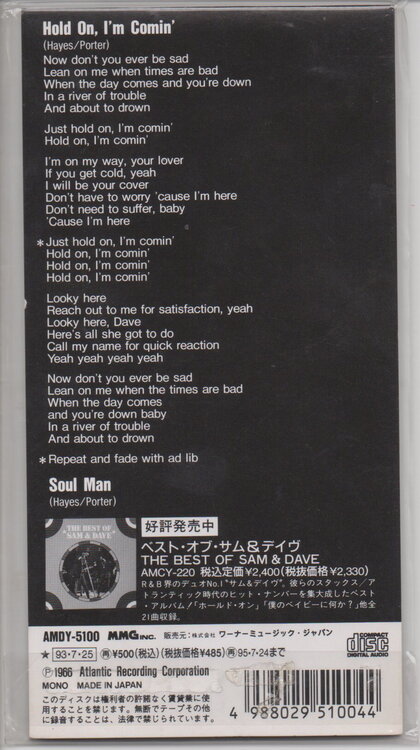 Hold On, I'm Comin'
(Hayes/Porter)
Now don't you ever be sad
Lean on me when times are bad
When the day comes and you're down
In a river of trouble
And about to drown
Just hold on, I'm comin'
Hold on, I'm comin'
I'm on my way, your lover
If you get cold, yeah
I will be your cover
Don't have to worry 'cause I'm here
Don't need to suffer, baby
'Cause I'm here
*Just hold on, I'm comin'
Hold on, I'm comin'
Hold on, I'm comin'
Hold on, I'm comin'
Looky here
Reach out to me for satisfaction, yeah
Looky here, Dave
Here's all she got to do
Call my name for quick reaction
Yeah yeah yeah yeah
Now don't you ever be sad
Lean on me when the times are bad
When the day comes
and you're down baby
In a river of trouble
And about to drown
*Repeat and fade with ad lib
Soul Man
(Hayes/Porter)
"THE BEST OF
SAM & DAVE"
好評発売中
ベスト・オブ・サム&デイヴ
THE BEST OF SAM & DAVE
AMCY-220 税込定価¥2,400(税抜価格¥2,330)
R&B界のデュオNo.1"サム&デイヴ"。彼らのスタックス/ア
トランティック時代のヒット・ナンバーを集大成したベスト
・アルバム!「ホールド・オン」「僕のベイビーに何か?」他全
21曲収録。
AMDY-5100 MMG INC. 販売元:株式会社 ワーナーミュージック・ジャパン
★ 93・7・25 再 ¥500(税込)(税抜価格¥485) 再 95・7・24まで
Ⓟ1966 Atlantic Recording Corporation
MONO MADE IN JAPAN
COMPACT
disc
DIGITAL AUDIO
このディスクは権利者の許諾なく賃貸業に使
用することを禁じます。無断でテープその他
に録音することは、法律で禁じられています。
4 988029 510044